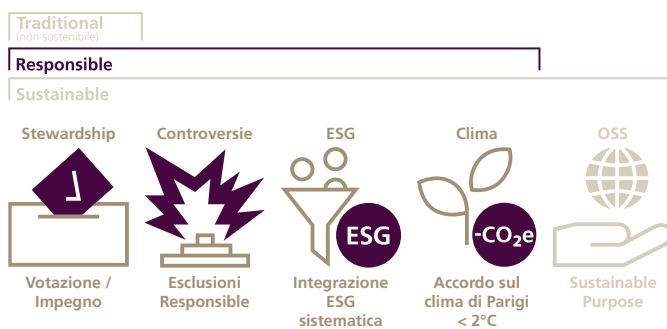 Traditional
(non sostenibile)
Responsible
Sustainable
Stewardship Controversie ESG Clima OSS
ESG -CO₂e
Votazione / Esclusioni Integrazione Accordo sul Sustainable
Impegno Responsible ESG clima di Parigi Purpose
sistematica < 2°C